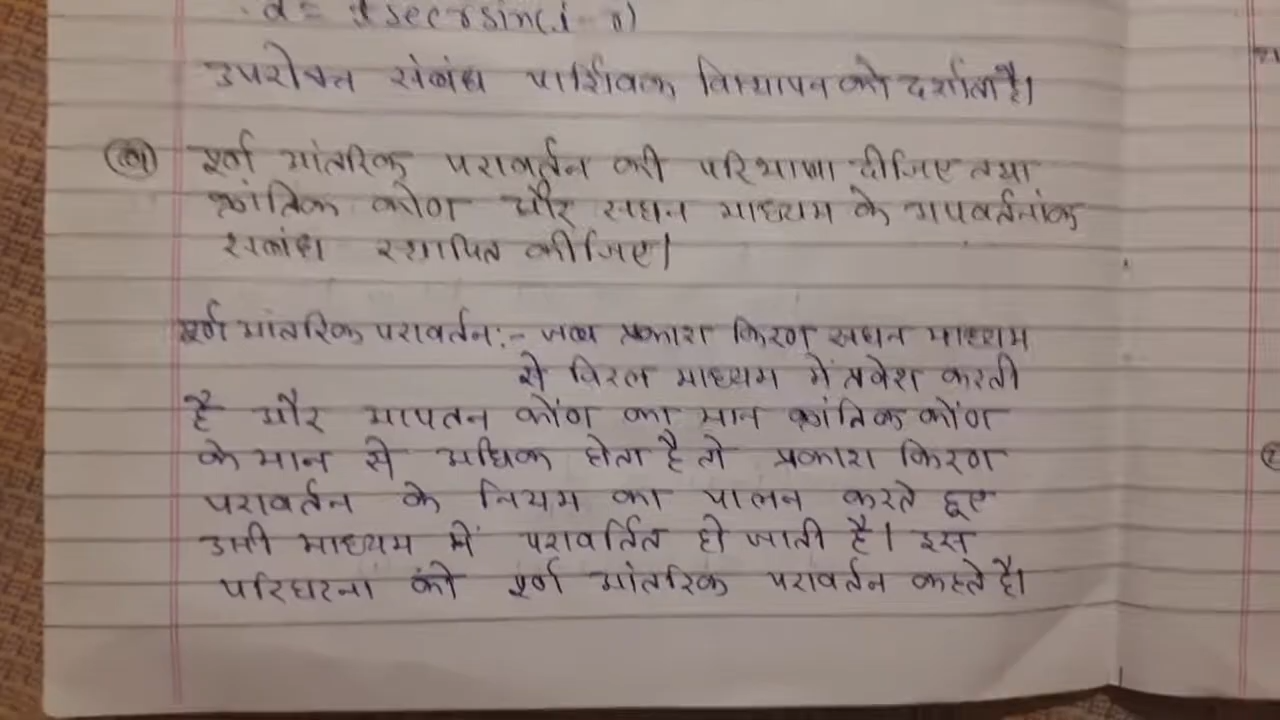 d = t sec r sin(i - r)
उपरोक्त संबंध पार्श्विक विस्थापन को दर्शाता है।
पूर्ण आंतरिक परावर्तन की परिभाषा दीजिए तथा
क्रांतिक कोण और सघन माध्यम के अपवर्तनांक
संबंध स्थापित कीजिए।
पूर्ण आंतरिक परावर्तन:- जब प्रकाश किरण सघन माध्यम
से विरल माध्यम में प्रवेश करती
है और आपतन कोंण का मान क्रांतिक कोंण
के मान से अधिक होता है तो प्रकाश किरण
परावर्तन के नियम का पालन करते हूए
उसी माध्यम में परावर्तित हो जाती है। इस
परिघटना को पूर्ण आंतरिक परावर्तन कहते है।